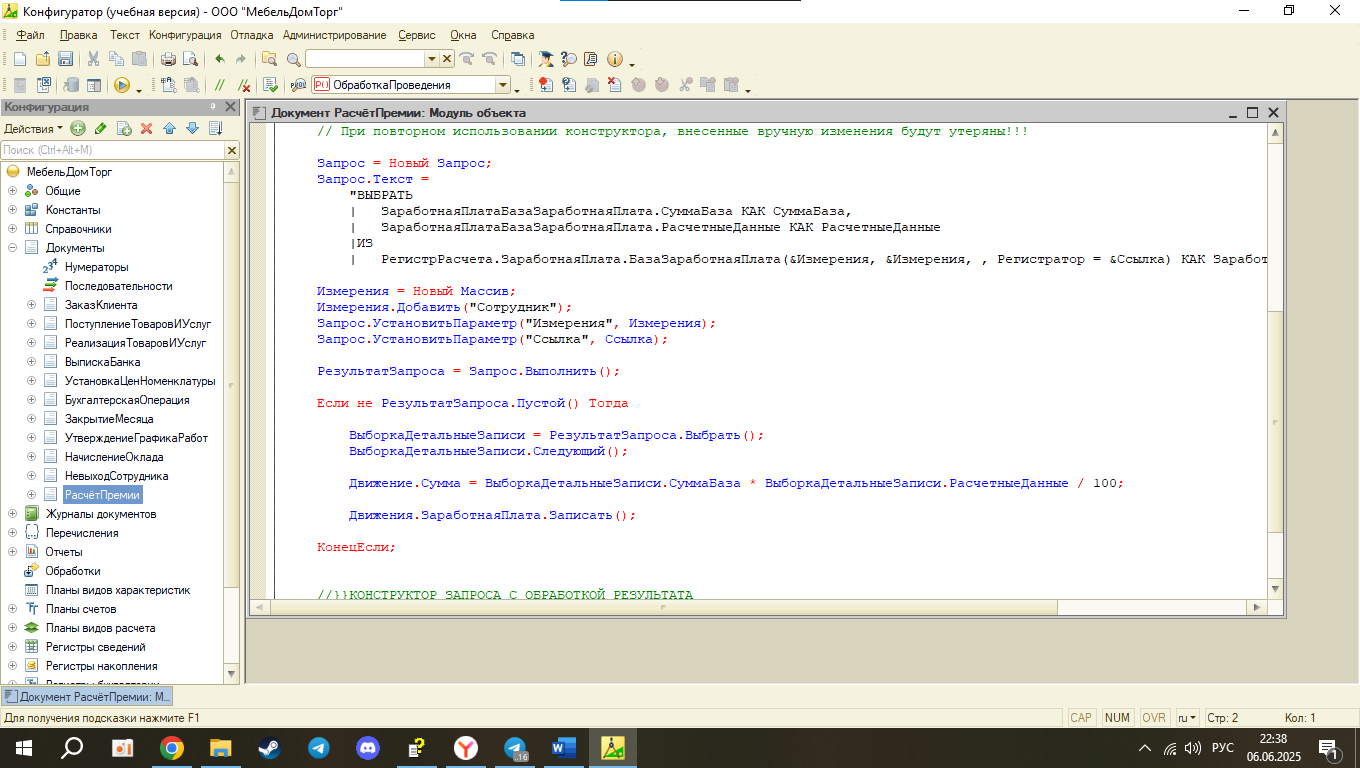 Конфигуратор (учебная версия) - ООО "МебельДомТорг"
Файл Правка Текст Конфигурация Отладка Администрирование Сервис Окна Справка
ОбработкаПроведения
Конфигурация
Действия
Поиск (Ctrl+Alt+M)
МебельДомТорг
Общие
Константы
Справочники
Документы
Нумераторы
Последовательности
ЗаказКлиента
ПоступлениеТоваровИУслуг
РеализацияТоваровИУслуг
ВыпискаБанка
УстановкаЦенНоменклатуры
БухгалтерскаяОперация
ЗакрытиеМесяца
УтверждениеГрафикаРабот
НачислениеОклада
НевыходСотрудника
РасчётПремии
Журналы документов
Перечисления
Отчеты
Обработки
Планы видов характеристик
Планы счетов
Планы видов расчета
Регистры сведений
Регистры накопления
Документ РасчётПремии: Модуль объекта
// При повторном использовании конструктора, внесенные вручную изменения будут утеряны!!!
Запрос = Новый Запрос;
Запрос.Текст =
"ВЫБРАТЬ
| ЗаработнаяПлатаБазаЗаработнаяПлата.СуммаБаза КАК СуммаБаза,
| ЗаработнаяПлатаБазаЗаработнаяПлата.РасчетныеДанные КАК РасчетныеДанные
|ИЗ
| РегистрРасчета.ЗаработнаяПлата.БазаЗаработнаяПлата(&Измерения, &Измерения, , Регистратор = &Ссылка) КАК Заработ
Измерения = Новый Массив;
Измерения.Добавить("Сотрудник");
Запрос.УстановитьПараметр("Измерения", Измерения);
Запрос.УстановитьПараметр("Ссылка", Ссылка);
РезультатЗапроса = Запрос.Выполнить();
Если не РезультатЗапроса.Пустой() Тогда
ВыборкаДетальныеЗаписи = РезультатЗапроса.Выбрать();
ВыборкаДетальныеЗаписи.Следующий();
Движение.Сумма = ВыборкаДетальныеЗаписи.СуммаБаза * ВыборкаДетальныеЗаписи.РасчетныеДанные / 100;
Движения.ЗаработнаяПлата.Записать();
КонецЕсли;
//}}КОНСТРУКТОР_ЗАПРОСА_С_ОБРАБОТКОЙ_РЕЗУЛЬТАТА
Документ РасчётПремии: М...
Для получения подсказки нажмите F1
CAP NUM OVR ru Стр: 2 Кол: 1
РУС
22:38
06.06.2025